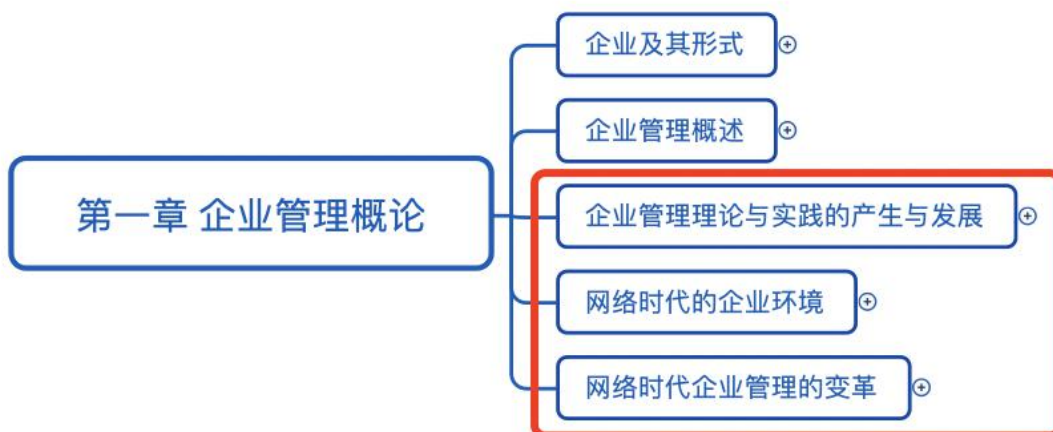 企业及其形式
企业管理概述
第一章 企业管理概论
企业管理理论与实践的产生与发展
网络时代的企业环境
网络时代企业管理的变革